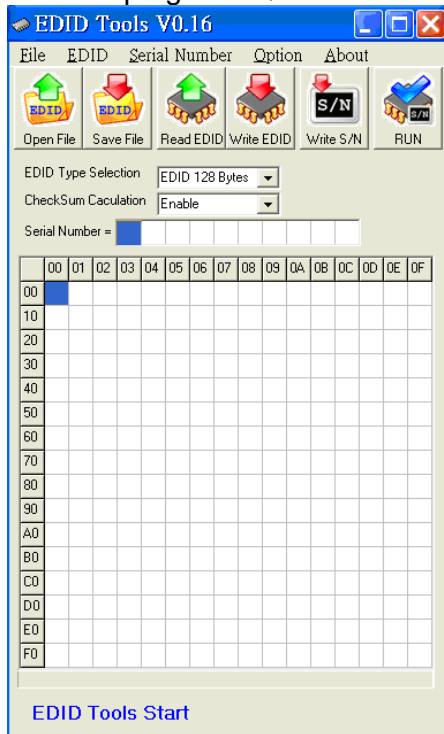 EDID Tools V0.16
File EDID Serial Number Option About
EDID EDID S/N S/N
Open File Save File Read EDID Write EDID Write S/N RUN
EDID Type Selection EDID 128 Bytes
CheckSum Caculation Enable
Serial Number =
00 01 02 03 04 05 06 07 08 09 0A 0B 0C 0D 0E 0F
00
10
20
30
40
50
60
70
80
90
A0
B0
C0
D0
E0
F0
EDID Tools Start